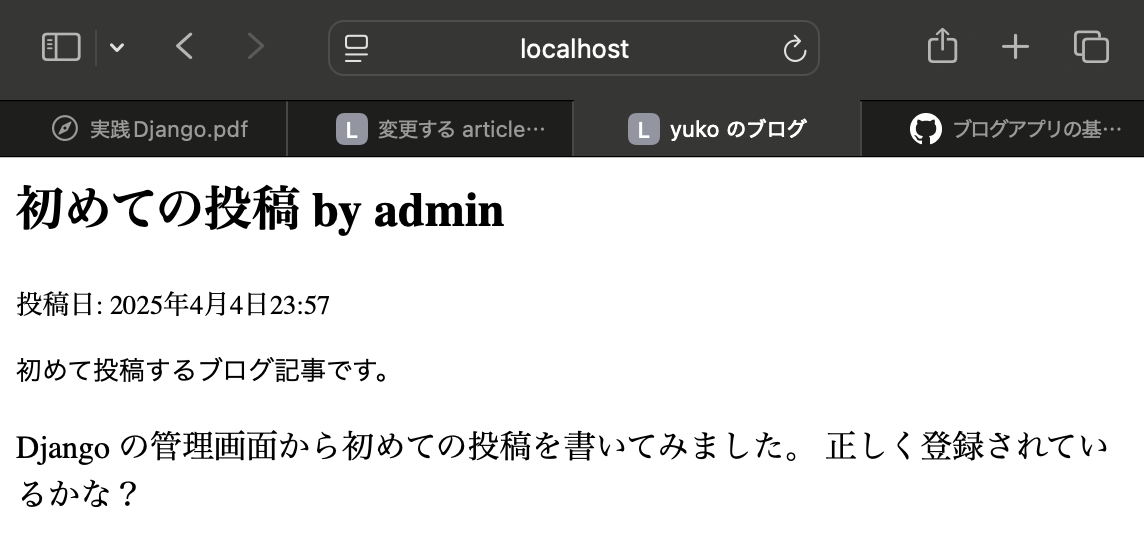 localhost
実践Django.pdf
L 変更する article…
L yuko のブログ
ブログアプリの基…
初めての投稿 by admin
投稿日: 2025年4月4日23:57
初めて投稿するブログ記事です。
Django の管理画面から初めての投稿を書いてみました。 正しく登録されてい
るかな？